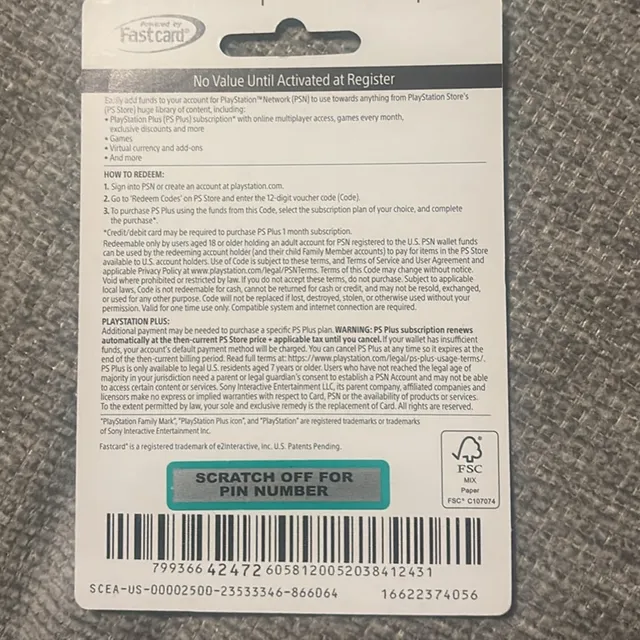 Powered by
Fastcard®
No Value Until Activated at Register
Easily add funds to your account for PlayStation™Network (PSN) to use towards anything from PlayStation Store's
(PS Store) huge library of content, including:
• PlayStation Plus (PS Plus) subscription* with online multiplayer access, games every month,
exclusive discounts and more
• Games
• Virtual currency and add-ons
• And more
HOW TO REDEEM:
1. Sign into PSN or create an account at playstation.com.
2. Go to 'Redeem Codes' on PS Store and enter the 12-digit voucher code (Code).
3. To purchase PS Plus using the funds from this Code, select the subscription plan of your choice, and complete
the purchase*.
*Credit/debit card may be required to purchase PS Plus 1 month subscription.
Redeemable only by users aged 18 or older holding an adult account for PSN registered to the U.S. PSN wallet funds
can be used by the redeeming account holder (and their child Family Member accounts) to pay for items in the PS Store
available to U.S. account holders. Use of Code is subject to these terms, and Terms of Service and User Agreement and
applicable Privacy Policy at www.playstation.com/legal/PSNTerms. Terms of this Code may change without notice.
Void where prohibited or restricted by law. If you do not accept these terms, do not purchase. Subject to applicable
local laws, Code is not redeemable for cash, cannot be returned for cash or credit, and may not be resold, exchanged,
or used for any other purpose. Code will not be replaced if lost, destroyed, stolen, or otherwise used without your
permission. Valid for one time use only. Compatible system and internet connection are required.
PLAYSTATION PLUS:
Additional payment may be needed to purchase a specific PS Plus plan. WARNING: PS Plus subscription renews
automatically at the then-current PS Store price + applicable tax until you cancel. If your wallet has insufficient
funds, your account's default payment method will be charged. You can cancel PS Plus at any time so it expires at the
end of the then-current billing period. Read full terms at: https://www.playstation.com/legal/ps-plus-usage-terms/.
PS Plus is only available to legal U.S. residents aged 7 years or older. Users who have not reached the legal age of
majority in your jurisdiction need a parent or legal guardian's consent to establish a PSN Account and may not be able
to access certain content or services. Sony Interactive Entertainment LLC, its parent company, affiliated companies and
licensors make no express or implied warranties with respect to Card, PSN or the availability of products or services.
To the extent permitted by law, your sole and exclusive remedy is the replacement of Card. All rights are reserved.
"PlayStation Family Mark", "PlayStation Plus icon", and "PlayStation" are registered trademarks or trademarks
of Sony Interactive Entertainment Inc.
Fastcard® is a registered trademark of e2interactive, Inc. U.S. Patents Pending.
SCRATCH OFF FOR
PIN NUMBER
FSC
MIX
Paper
FSC® C107074
799366 42472 6058120052038412431
SCEA-US-00002500-23533346-866064
16622374056